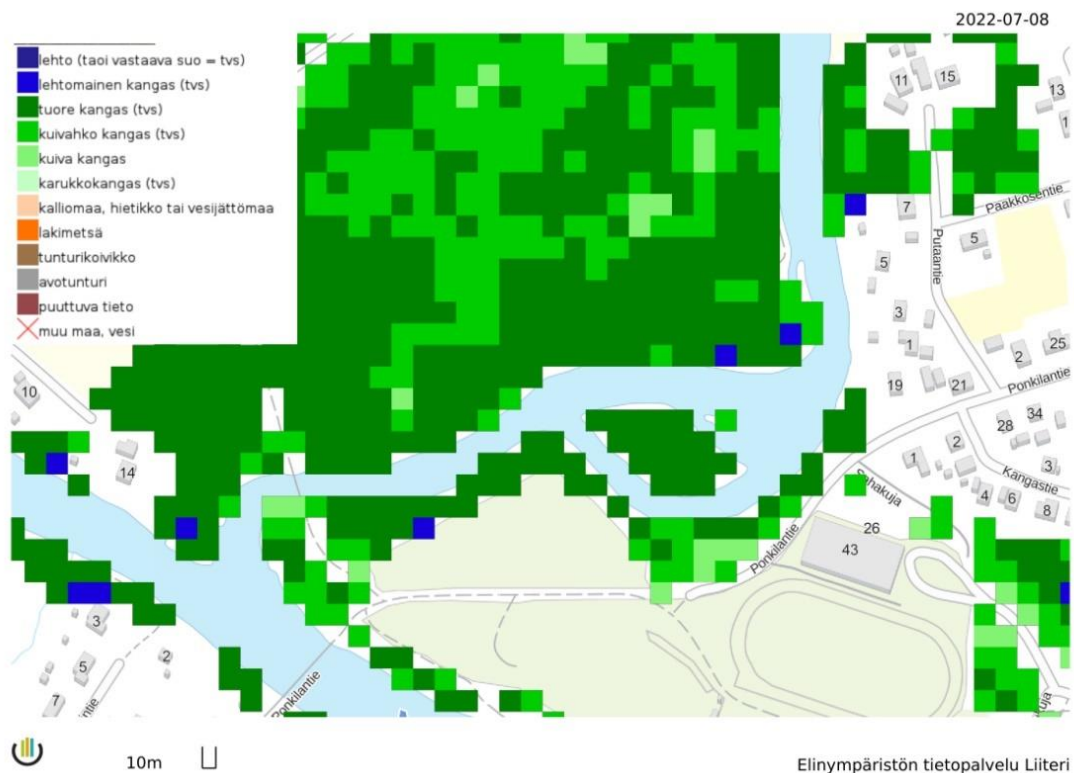 2022-07-08
lehto (taoi vastaava suo = tvs)
lehtomainen kangas (tvs)
tuore kangas (tvs)
kuivahko kangas (tvs)
kuiva kangas
karukkokangas (tvs)
kalliomaa, hietikko tai vesijättömaa
lakimetsä
tunturikoivikko
avotunturi
puuttuva tieto
muu maa, vesi
11
15
13
1
7
Paakkosentie
Putaantie
5
5
3
1
2
25
19
21
Ponkilantie
10
14
28
34
1
2
3
Kangastie
4
6
8
Sahakuja
26
43
Ponkilantie
3
5
2
7
Ponkilantie
10m
Elinympäristön tietopalvelu Liiteri